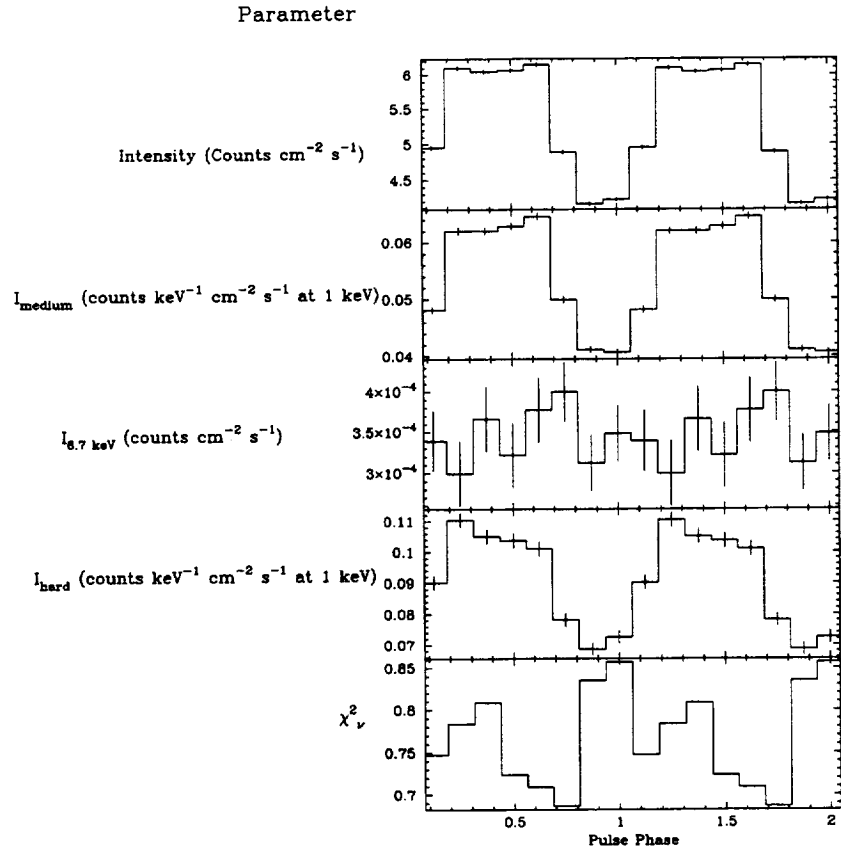 Parameter
6
5.5
5
4.5
Intensity (Counts cm⁻² s⁻¹)
0.06
0.05
0.04
I_medium (counts keV⁻¹ cm⁻² s⁻¹ at 1 keV)
4×10⁻⁴
3.5×10⁻⁴
3×10⁻⁴
I_6.7 keV (counts cm⁻² s⁻¹)
0.11
0.1
0.09
0.08
0.07
I_hard (counts keV⁻¹ cm⁻² s⁻¹ at 1 keV)
0.85
0.8
0.75
0.7
χ²_ν
0.5 1 1.5 2
Pulse Phase